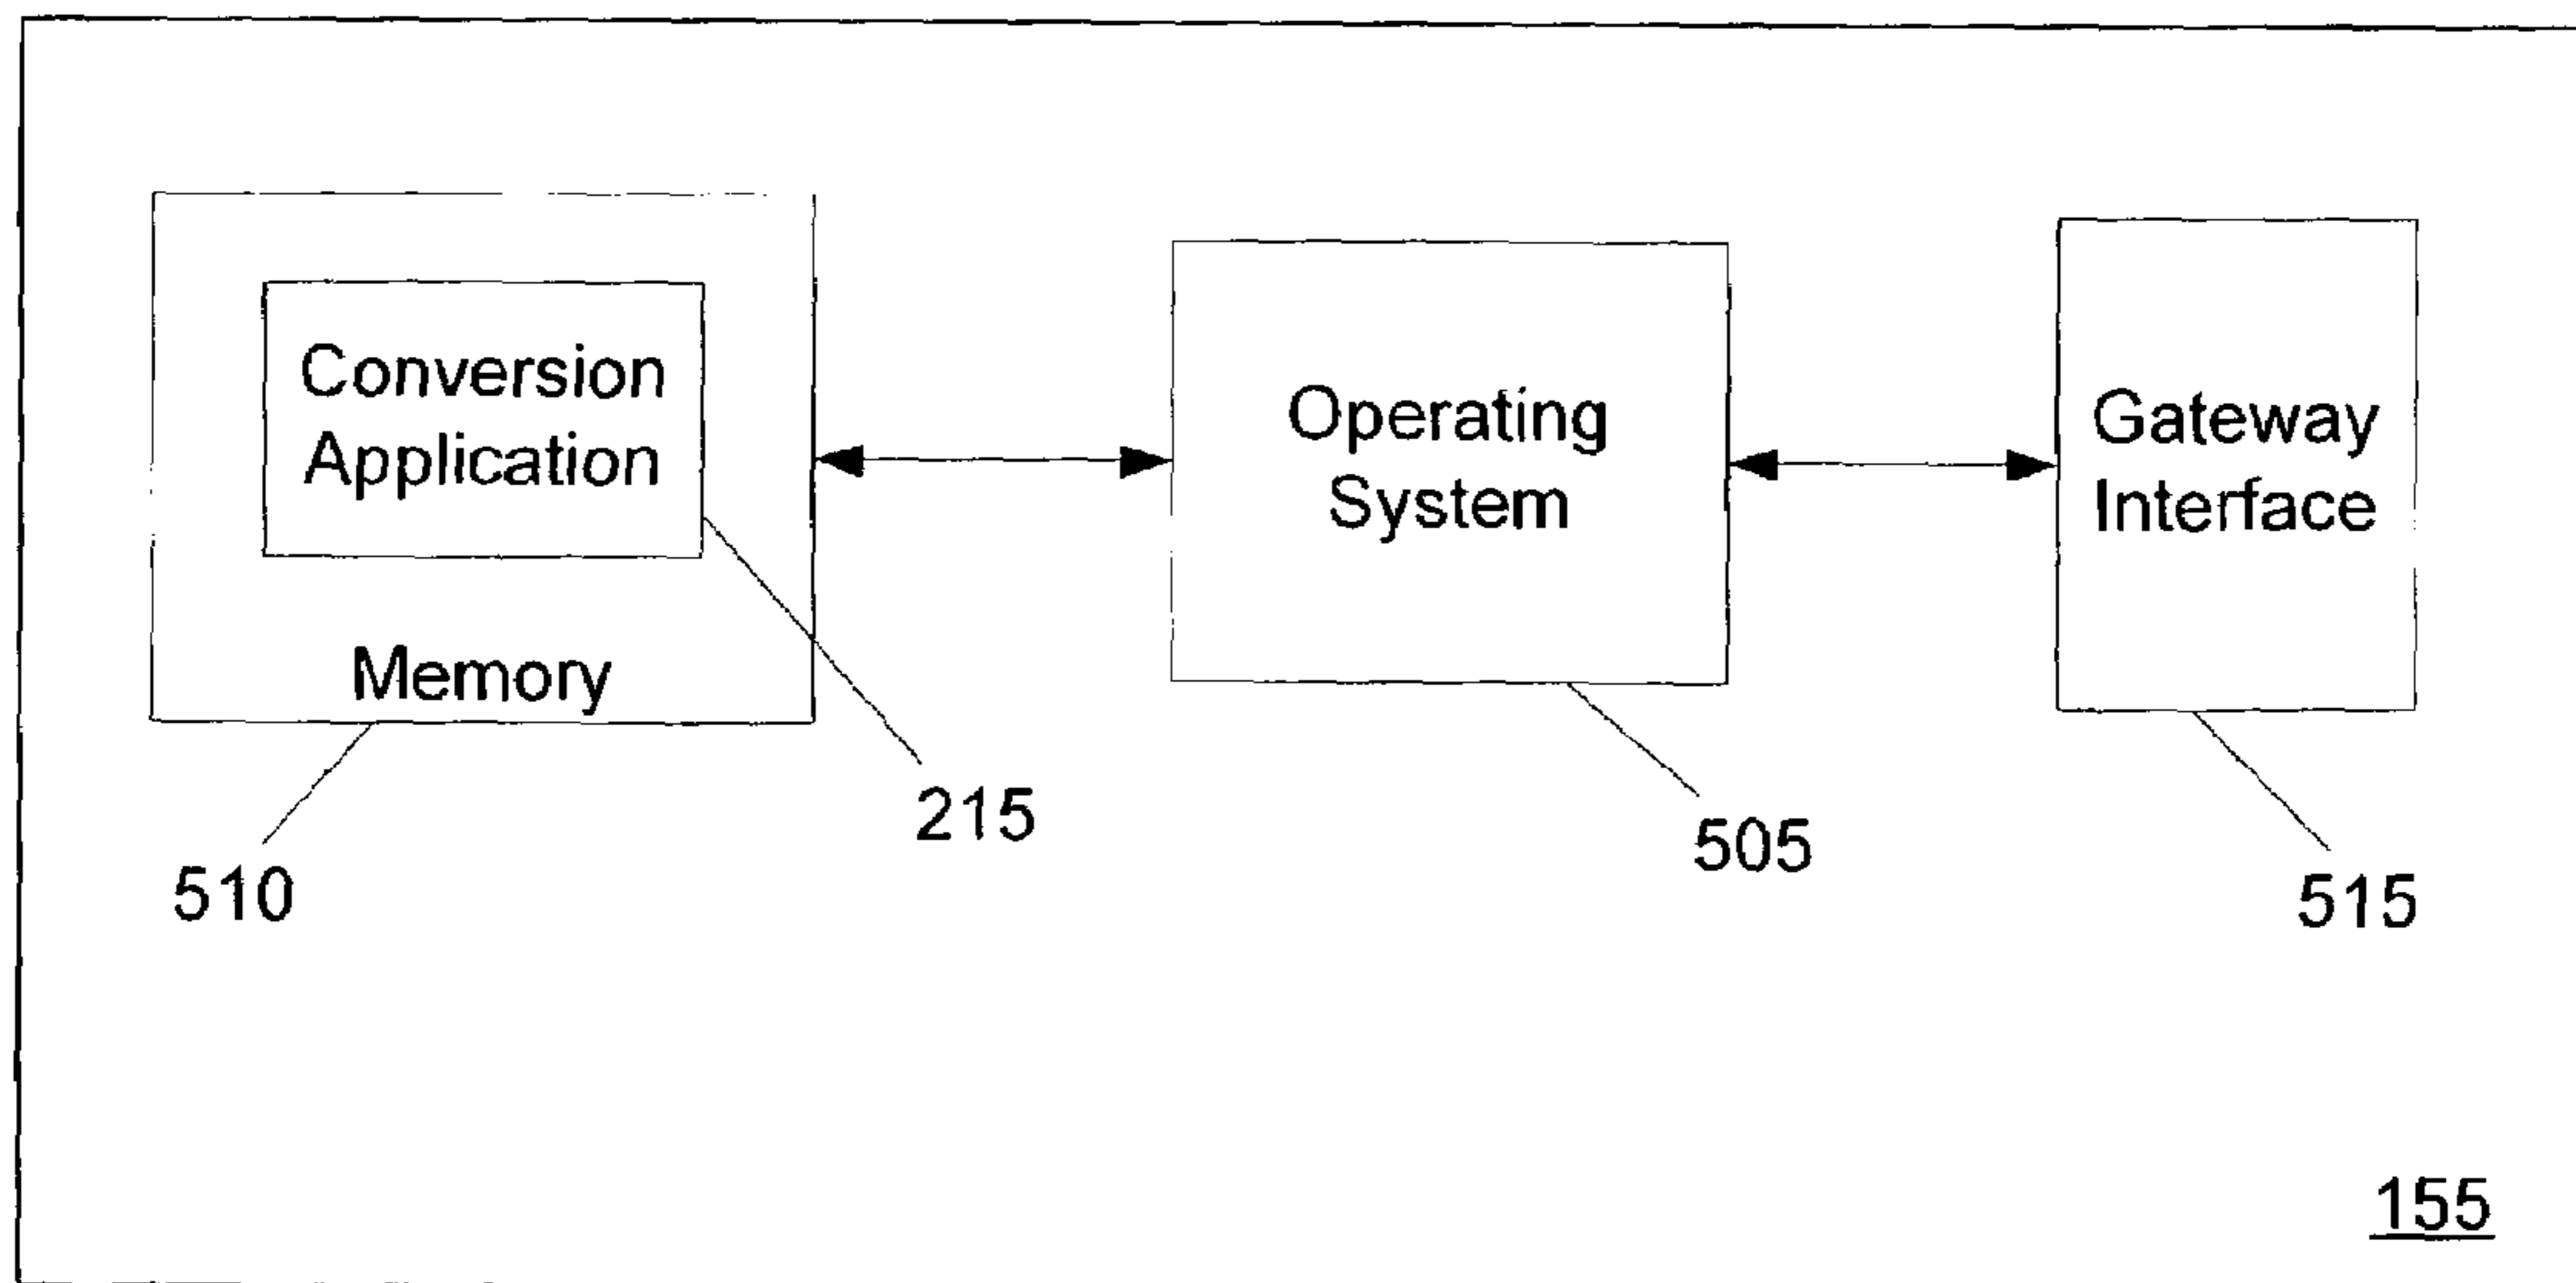 Conversion
Application
Memory
Operating
System
Gateway
Interface
215
510
505
515
155